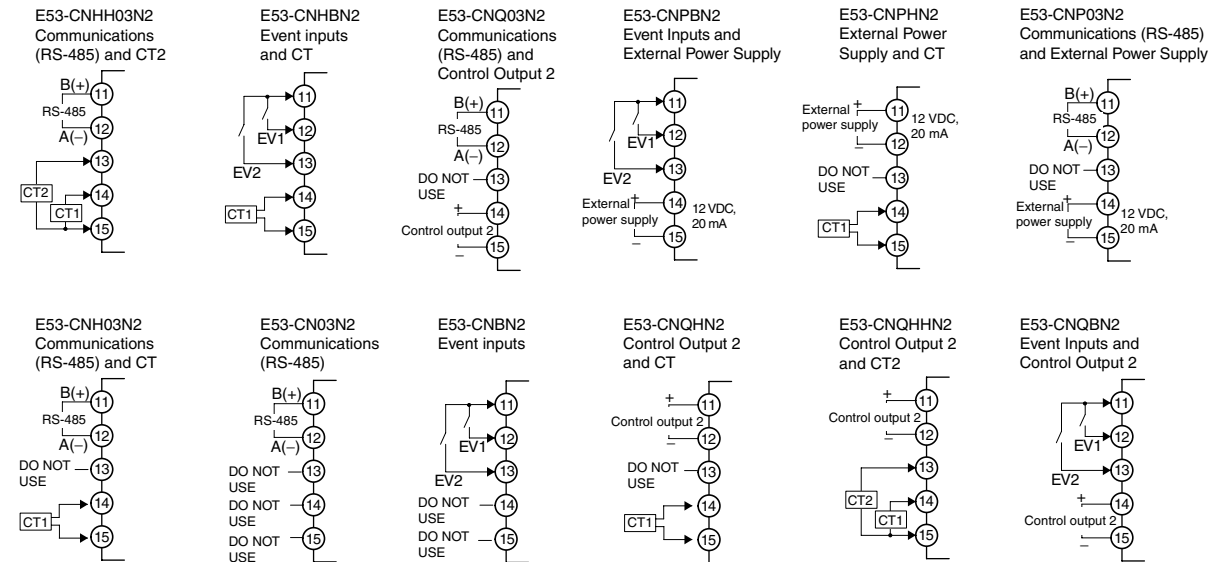 E53-CNHH03N2
Communications
(RS-485) and CT2
B(+)
11
RS-485
12
A(−)
13
CT2
14
CT1
15
E53-CNHBN2
Event inputs
and CT
11
12
EV1
13
EV2
14
CT1
15
E53-CNQ03N2
Communications
(RS-485) and
Control Output 2
B(+)
11
RS-485
12
A(−)
DO NOT
USE
13
+
14
Control output 2
15
−
E53-CNPBN2
Event Inputs and
External Power Supply
11
12
EV1
13
EV2
External
power supply
+
14
12 VDC,
20 mA
15
−
E53-CNPHN2
External Power
Supply and CT
External
power supply
+
11
12 VDC,
20 mA
12
−
DO NOT
USE
13
14
CT1
15
E53-CNP03N2
Communications (RS-485)
and External Power Supply
B(+)
11
RS-485
12
A(−)
DO NOT
USE
13
External
power supply
+
14
12 VDC,
20 mA
15
−
E53-CNH03N2
Communications
(RS-485) and CT
B(+)
11
RS-485
12
A(−)
DO NOT
USE
13
14
CT1
15
E53-CN03N2
Communications
(RS-485)
B(+)
11
RS-485
12
A(−)
DO NOT
USE
13
DO NOT
USE
14
DO NOT
USE
15
E53-CNBN2
Event inputs
11
12
EV1
13
EV2
DO NOT
USE
14
DO NOT
USE
15
E53-CNQHN2
Control Output 2
and CT
+
11
Control output 2
12
−
DO NOT
USE
13
14
CT1
15
E53-CNQHHN2
Control Output 2
and CT2
+
11
Control output 2
12
−
13
CT2
14
CT1
15
E53-CNQBN2
Event Inputs and
Control Output 2
11
12
EV1
13
EV2
+
14
Control output 2
15
−